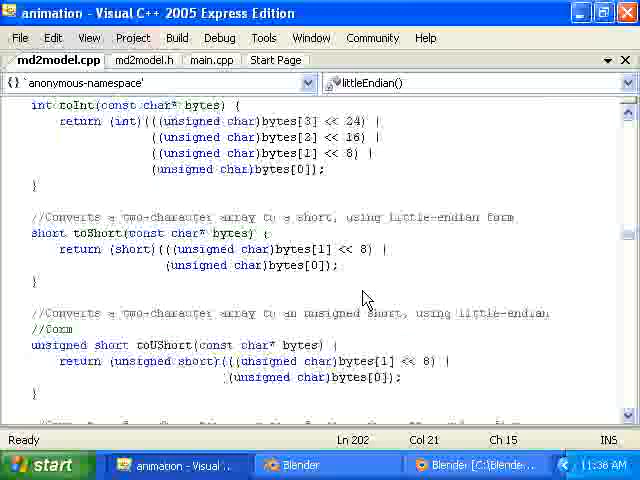 animation - Visual C++ 2005 Express Edition
File Edit View Project Build Debug Tools Window Community Help
md2model.cpp md2model.h main.cpp Start Page
{} `anonymous-namespace' littleEndian()
int toInt(const char* bytes) {
return (int)(((unsigned char)bytes[3] << 24) |
((unsigned char)bytes[2] << 16) |
((unsigned char)bytes[1] << 8) |
(unsigned char)bytes[0]);
}
//Converts a two-character array to a short, using little-endian form
short toShort(const char* bytes) {
return (short)(((unsigned char)bytes[1] << 8) |
(unsigned char)bytes[0]);
}
//Converts a two-character array to an unsigned short, using little-endian
//form
unsigned short toUShort(const char* bytes) {
return (unsigned short)(((unsigned char)bytes[1] << 8) |
(unsigned char)bytes[0]);
}
Ready Ln 202 Col 21 Ch 15 INS
start animation - Visual ... Blender Blender [C:\Blende... 11:36 AM